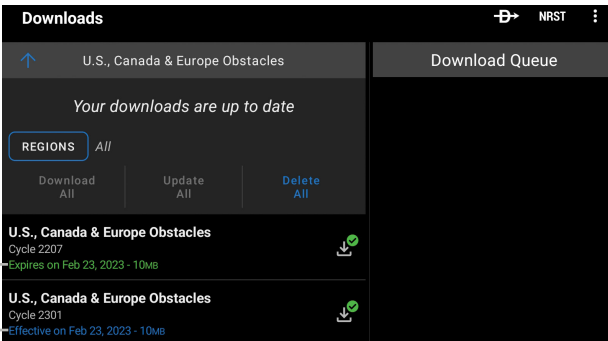 Downloads
D NRST
U.S., Canada & Europe Obstacles
Download Queue
Your downloads are up to date
REGIONS All
Download All
Update All
Delete All
U.S., Canada & Europe Obstacles
Cycle 2207
Expires on Feb 23, 2023 - 10MB
U.S., Canada & Europe Obstacles
Cycle 2301
Effective on Feb 23, 2023 - 10MB